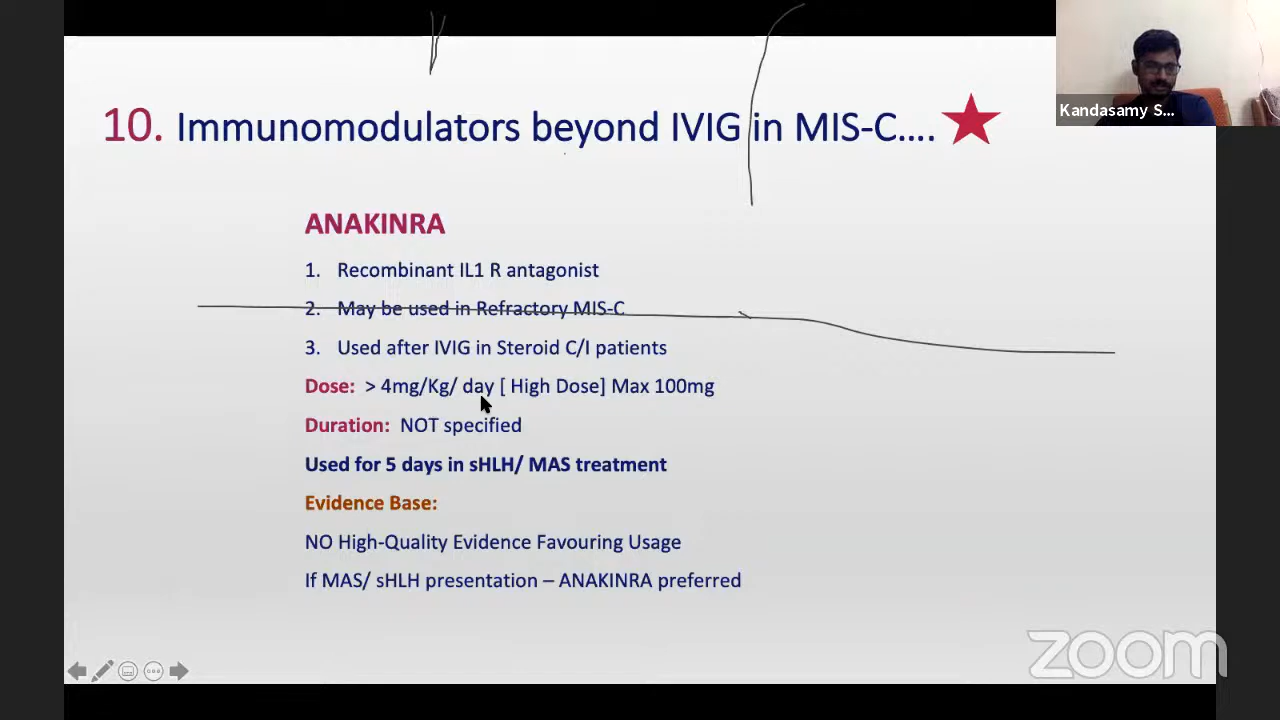 10. Immunomodulators beyond IVIG in MIS-C....
Kandasamy S...
ANAKINRA
1. Recombinant IL1 R antagonist
2. May be used in Refractory MIS-C
3. Used after IVIG in Steroid C/I patients
Dose: > 4mg/Kg/ day [ High Dose] Max 100mg
Duration: NOT specified
Used for 5 days in sHLH/ MAS treatment
Evidence Base:
NO High-Quality Evidence Favouring Usage
If MAS/ sHLH presentation – ANAKINRA preferred
zoom